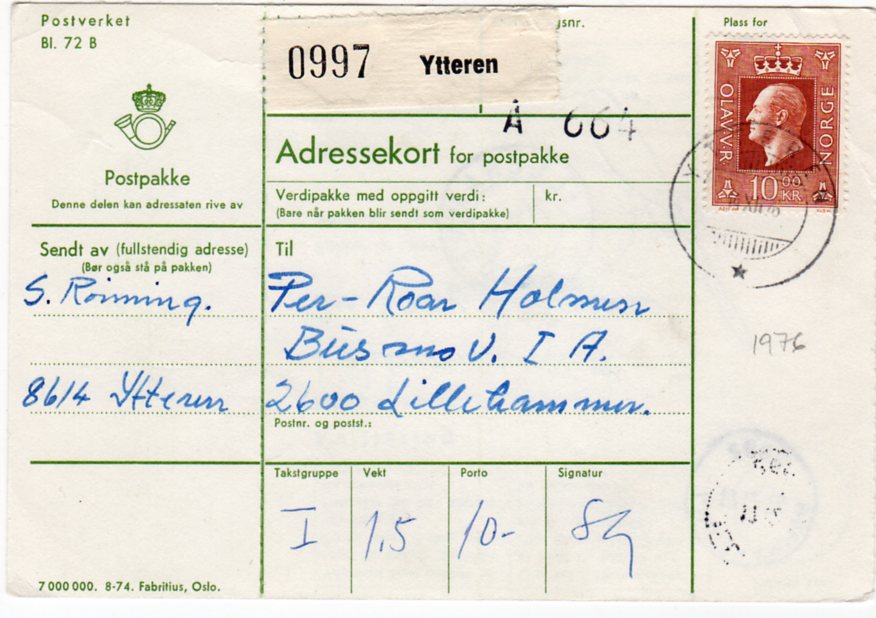 Postverket
Bl. 72 B
Postpakke
Denne delen kan adressaten rive av
0997 Ytteren
A 664
Adressekort for postpakke
Verdipakke med oppgitt verdi:
(Bare når pakken blir sendt som verdipakke)
kr.
Plass for
OLAV·V·R·
NORGE
10 00
KR
Sendt av (fullstendig adresse)
(Bør også stå på pakken)
S. Rønning.
8614 Ytteren
Til
Per-Roar Holmen
Büsmo V. I A.
2600 Lillehammer.
Postnr. og postst.:
1976
Takstgruppe
I
Vekt
1,5
Porto
10-
Signatur
7 000 000. 8-74. Fabritius, Oslo.